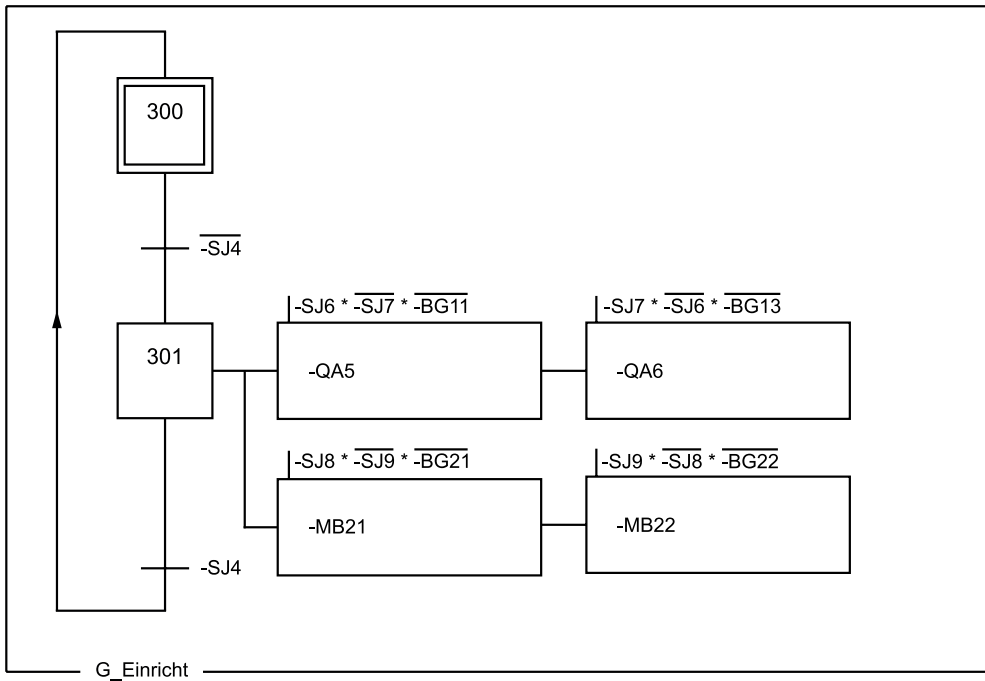 300
-SJ4
-SJ6 * -SJ7 * -BG11
-SJ7 * -SJ6 * -BG13
301
-QA5
-QA6
-SJ8 * -SJ9 * -BG21
-SJ9 * -SJ8 * -BG22
-MB21
-MB22
-SJ4
G_Einricht